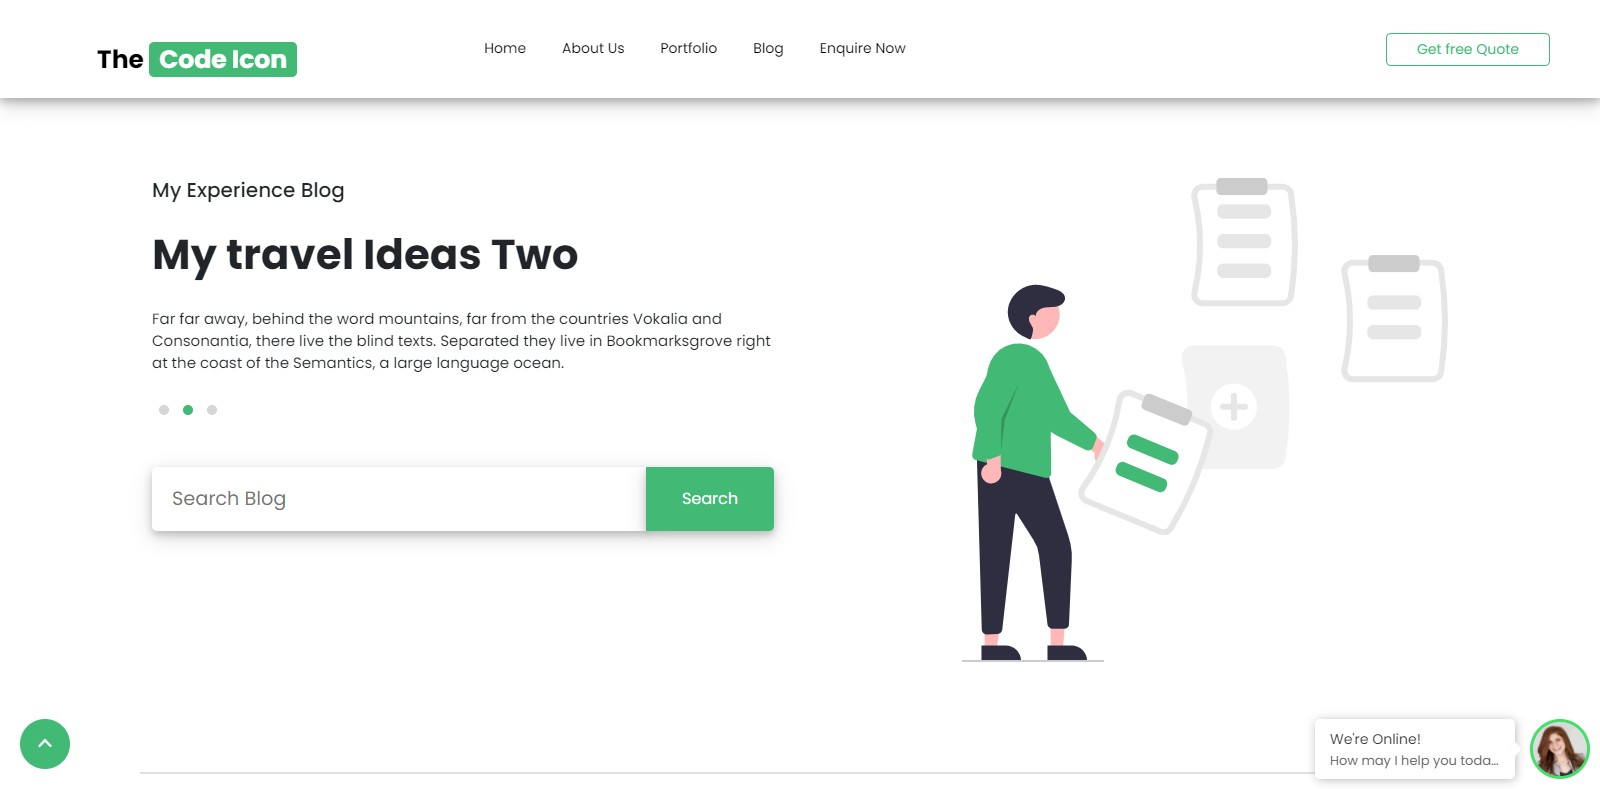 The Code Icon
Home
About Us
Portfolio
Blog
Enquire Now
Get free Quote
My Experience Blog
My travel Ideas Two
Far far away, behind the word mountains, far from the countries Vokalia and
Consonantia, there live the blind texts. Separated they live in Bookmarksgrove right
at the coast of the Semantics, a large language ocean.
Search Blog
Search
We're Online!
How may I help you toda...